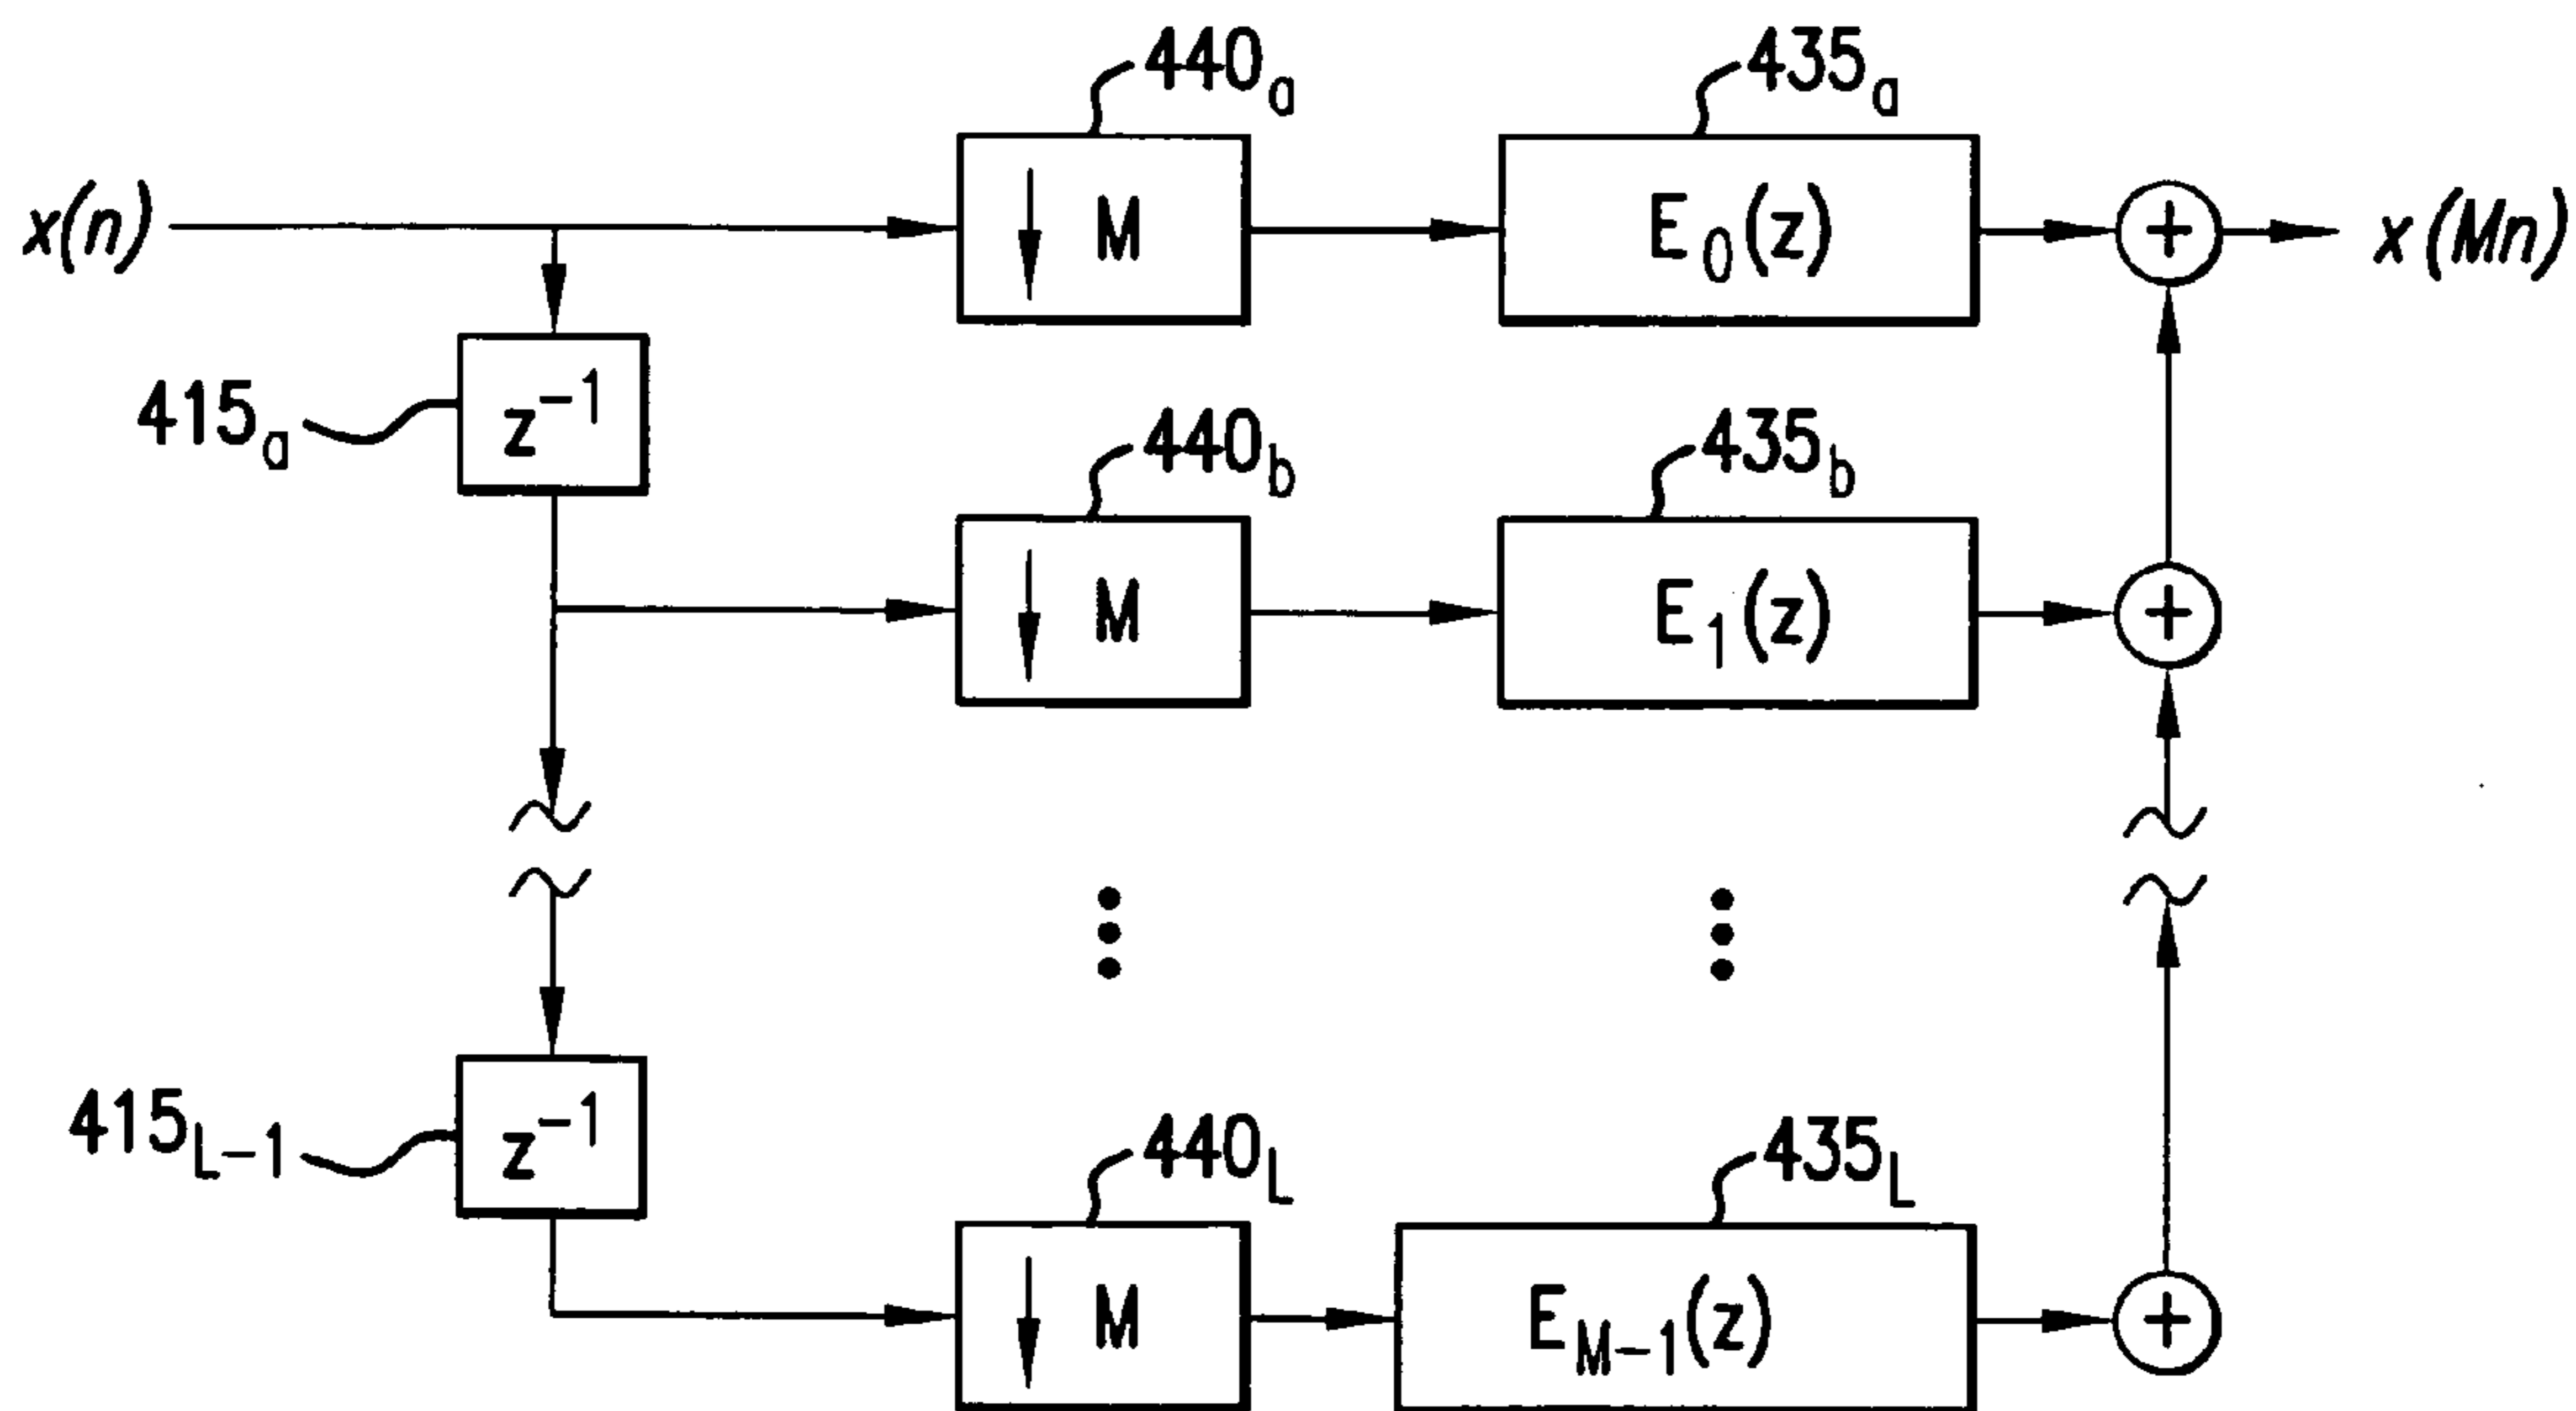 440a 435a
x(n) ↓ M E0(z) + x(Mn)
415a z−1
440b 435b
↓ M E1(z) +
415L−1 z−1
440L 435L
↓ M EM−1(z) +